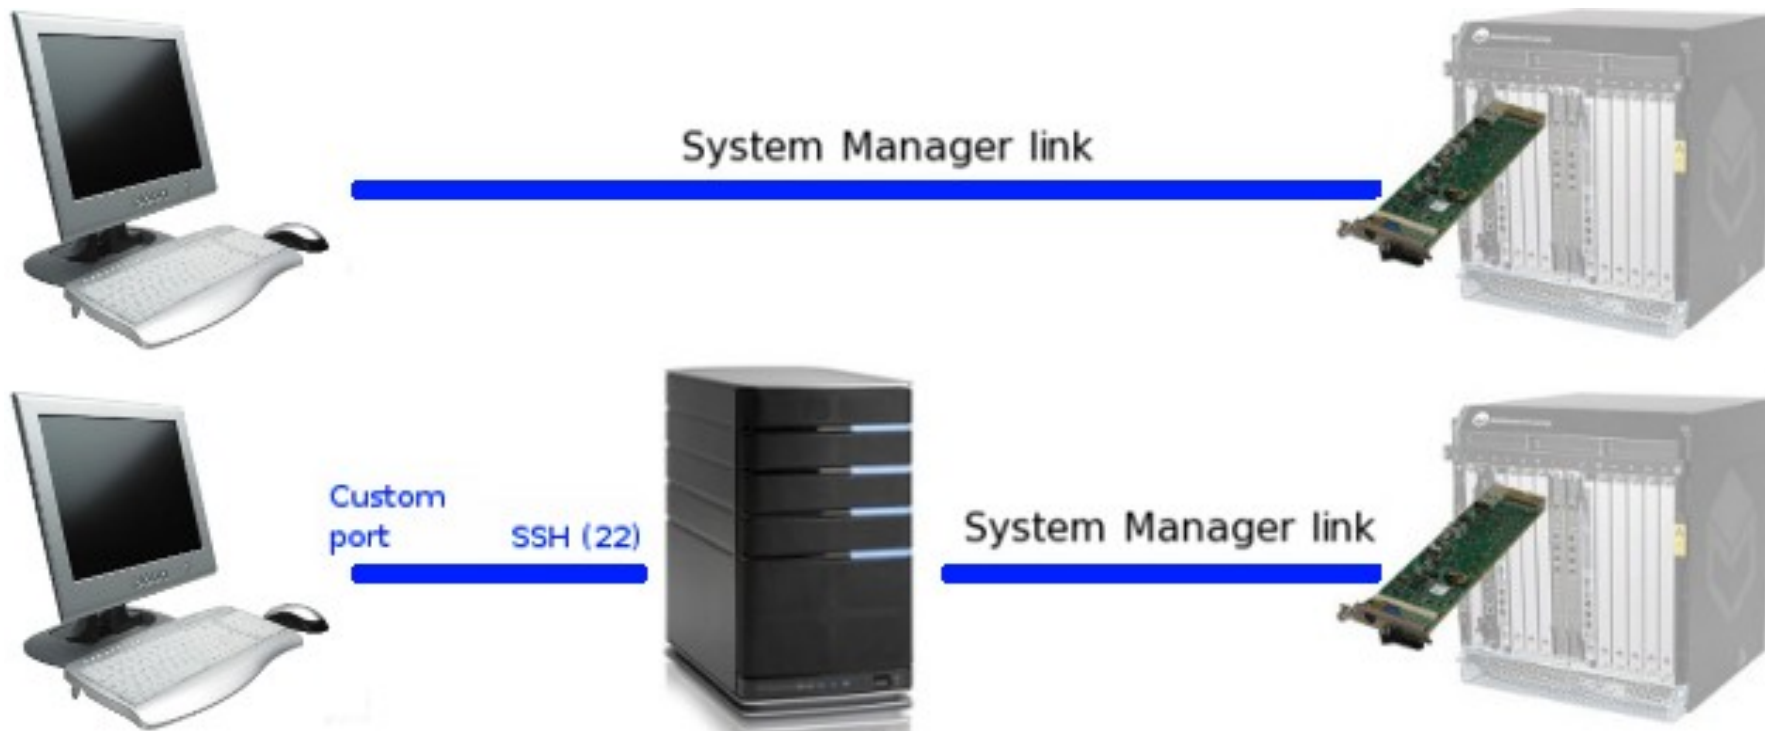 System Manager link
Custom
port
SSH (22)
System Manager link